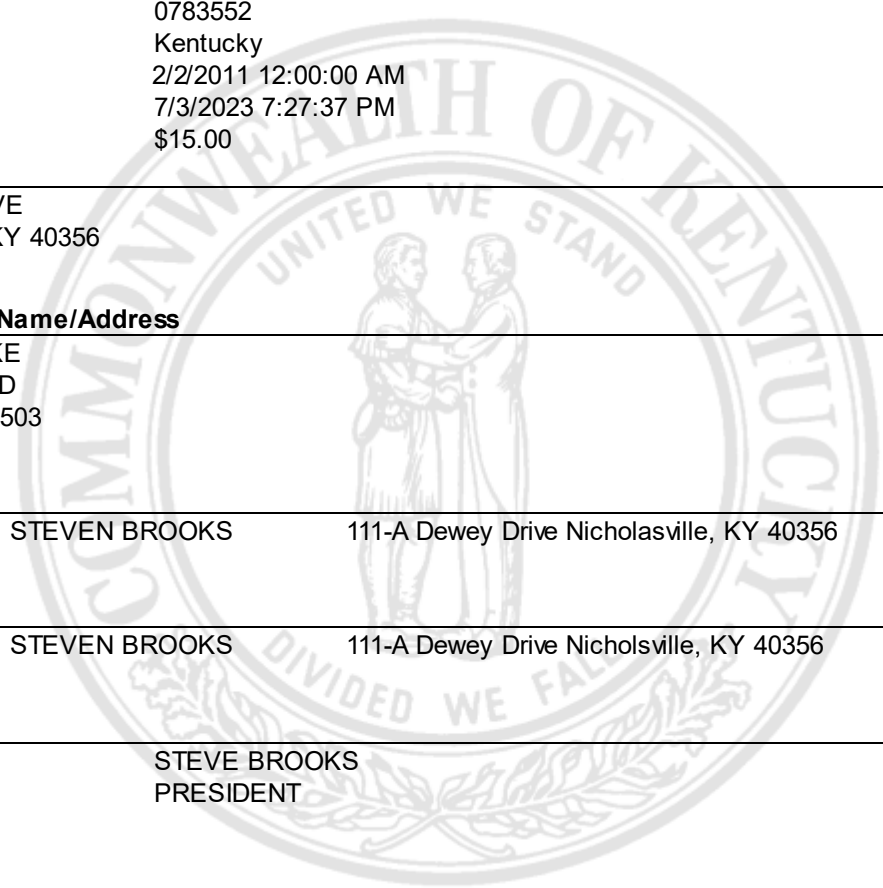 0783552
Kentucky
2/2/2011 12:00:00 AM
7/3/2023 7:27:37 PM
$15.00
VE
KY 40356
Name/Address
KE
D
503
STEVEN BROOKS 111-A Dewey Drive Nicholasville, KY 40356
STEVEN BROOKS 111-A Dewey Drive Nicholsville, KY 40356
STEVE BROOKS
PRESIDENT
COMMONWEALTH OF KENTUCKY
UNITED WE STAND
DIVIDED WE FALL